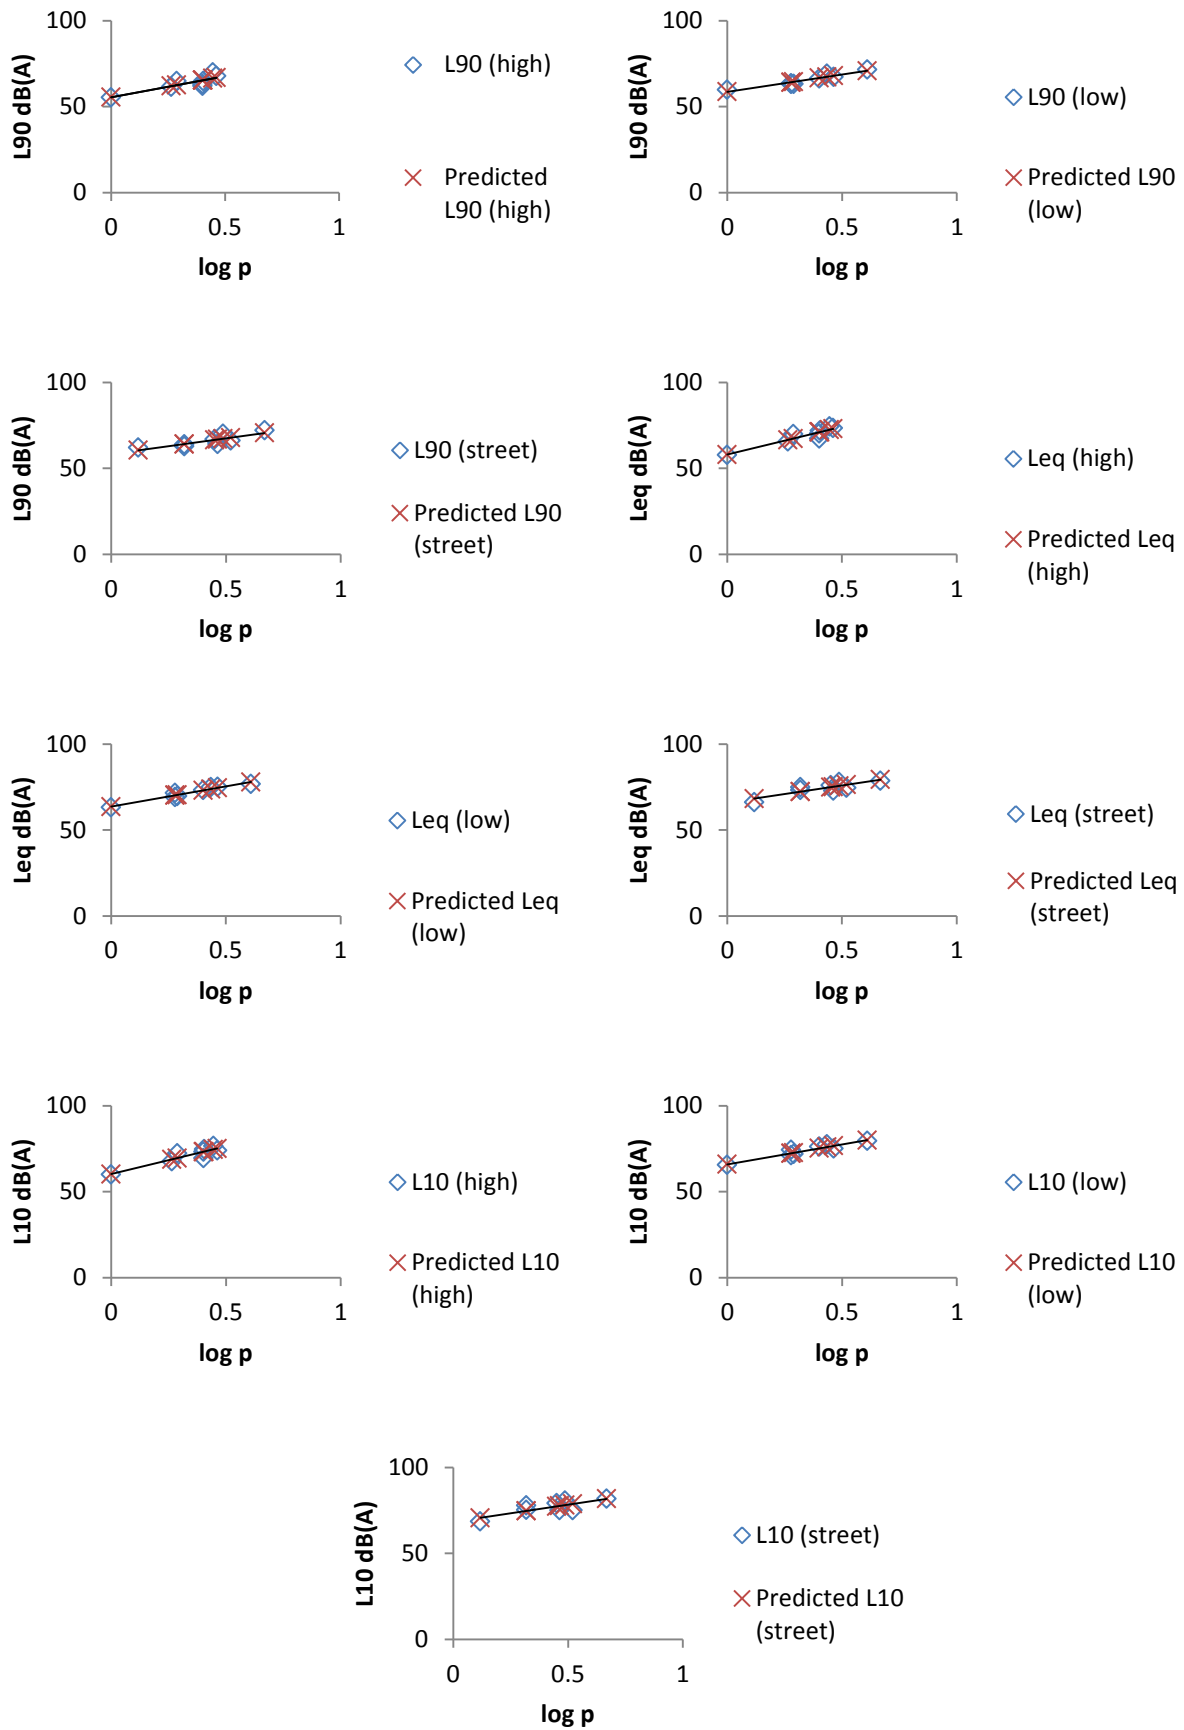 100
50
0
0
0.5
1
L90 dB(A)
log p
L90 (high)
Predicted
L90 (high)
100
50
0
0
0.5
1
L90 dB(A)
log p
L90 (low)
Predicted L90
(low)
100
50
0
0
0.5
1
L90 dB(A)
log p
L90 (street)
Predicted L90
(street)
100
50
0
0
0.5
1
Leq dB(A)
log p
Leq (high)
Predicted Leq
(high)
100
50
0
0
0.5
1
Leq dB(A)
log p
Leq (low)
Predicted Leq
(low)
100
50
0
0
0.5
1
Leq dB(A)
log p
Leq (street)
Predicted Leq
(street)
100
50
0
0
0.5
1
L10 dB(A)
log p
L10 (high)
Predicted L10
(high)
100
50
0
0
0.5
1
L10 dB(A)
log p
L10 (low)
Predicted L10
(low)
100
50
0
0
0.5
1
L10 dB(A)
log p
L10 (street)
Predicted L10
(street)